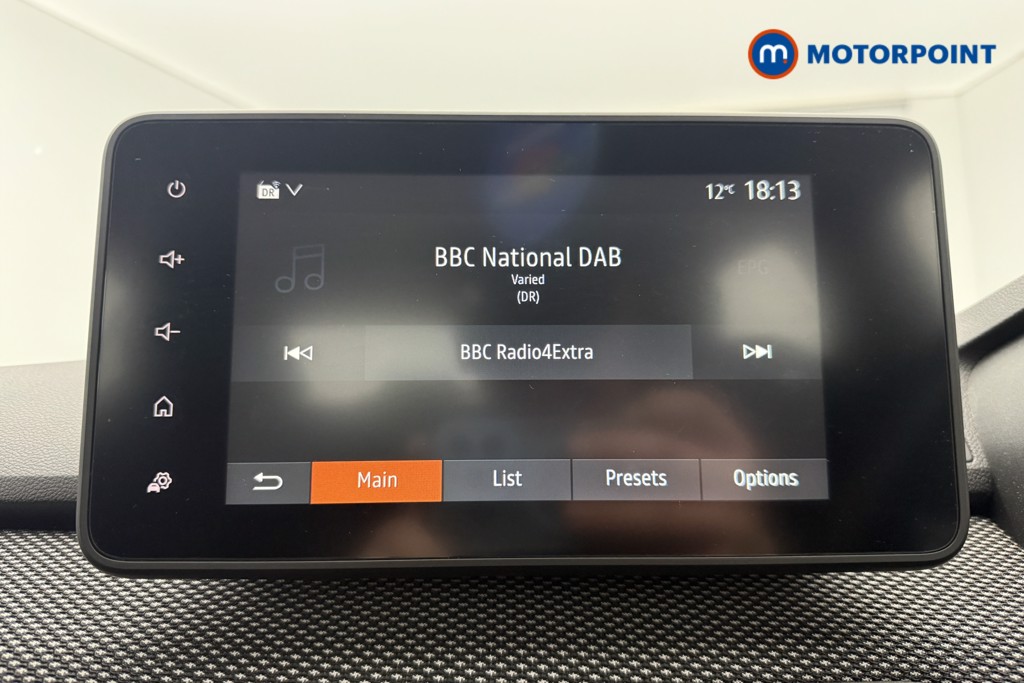 m. MOTORPOINT
DR
12°C 18:13
BBC National DAB
Varied
(DR)
EPG
BBC Radio4Extra
Main List Presets Options